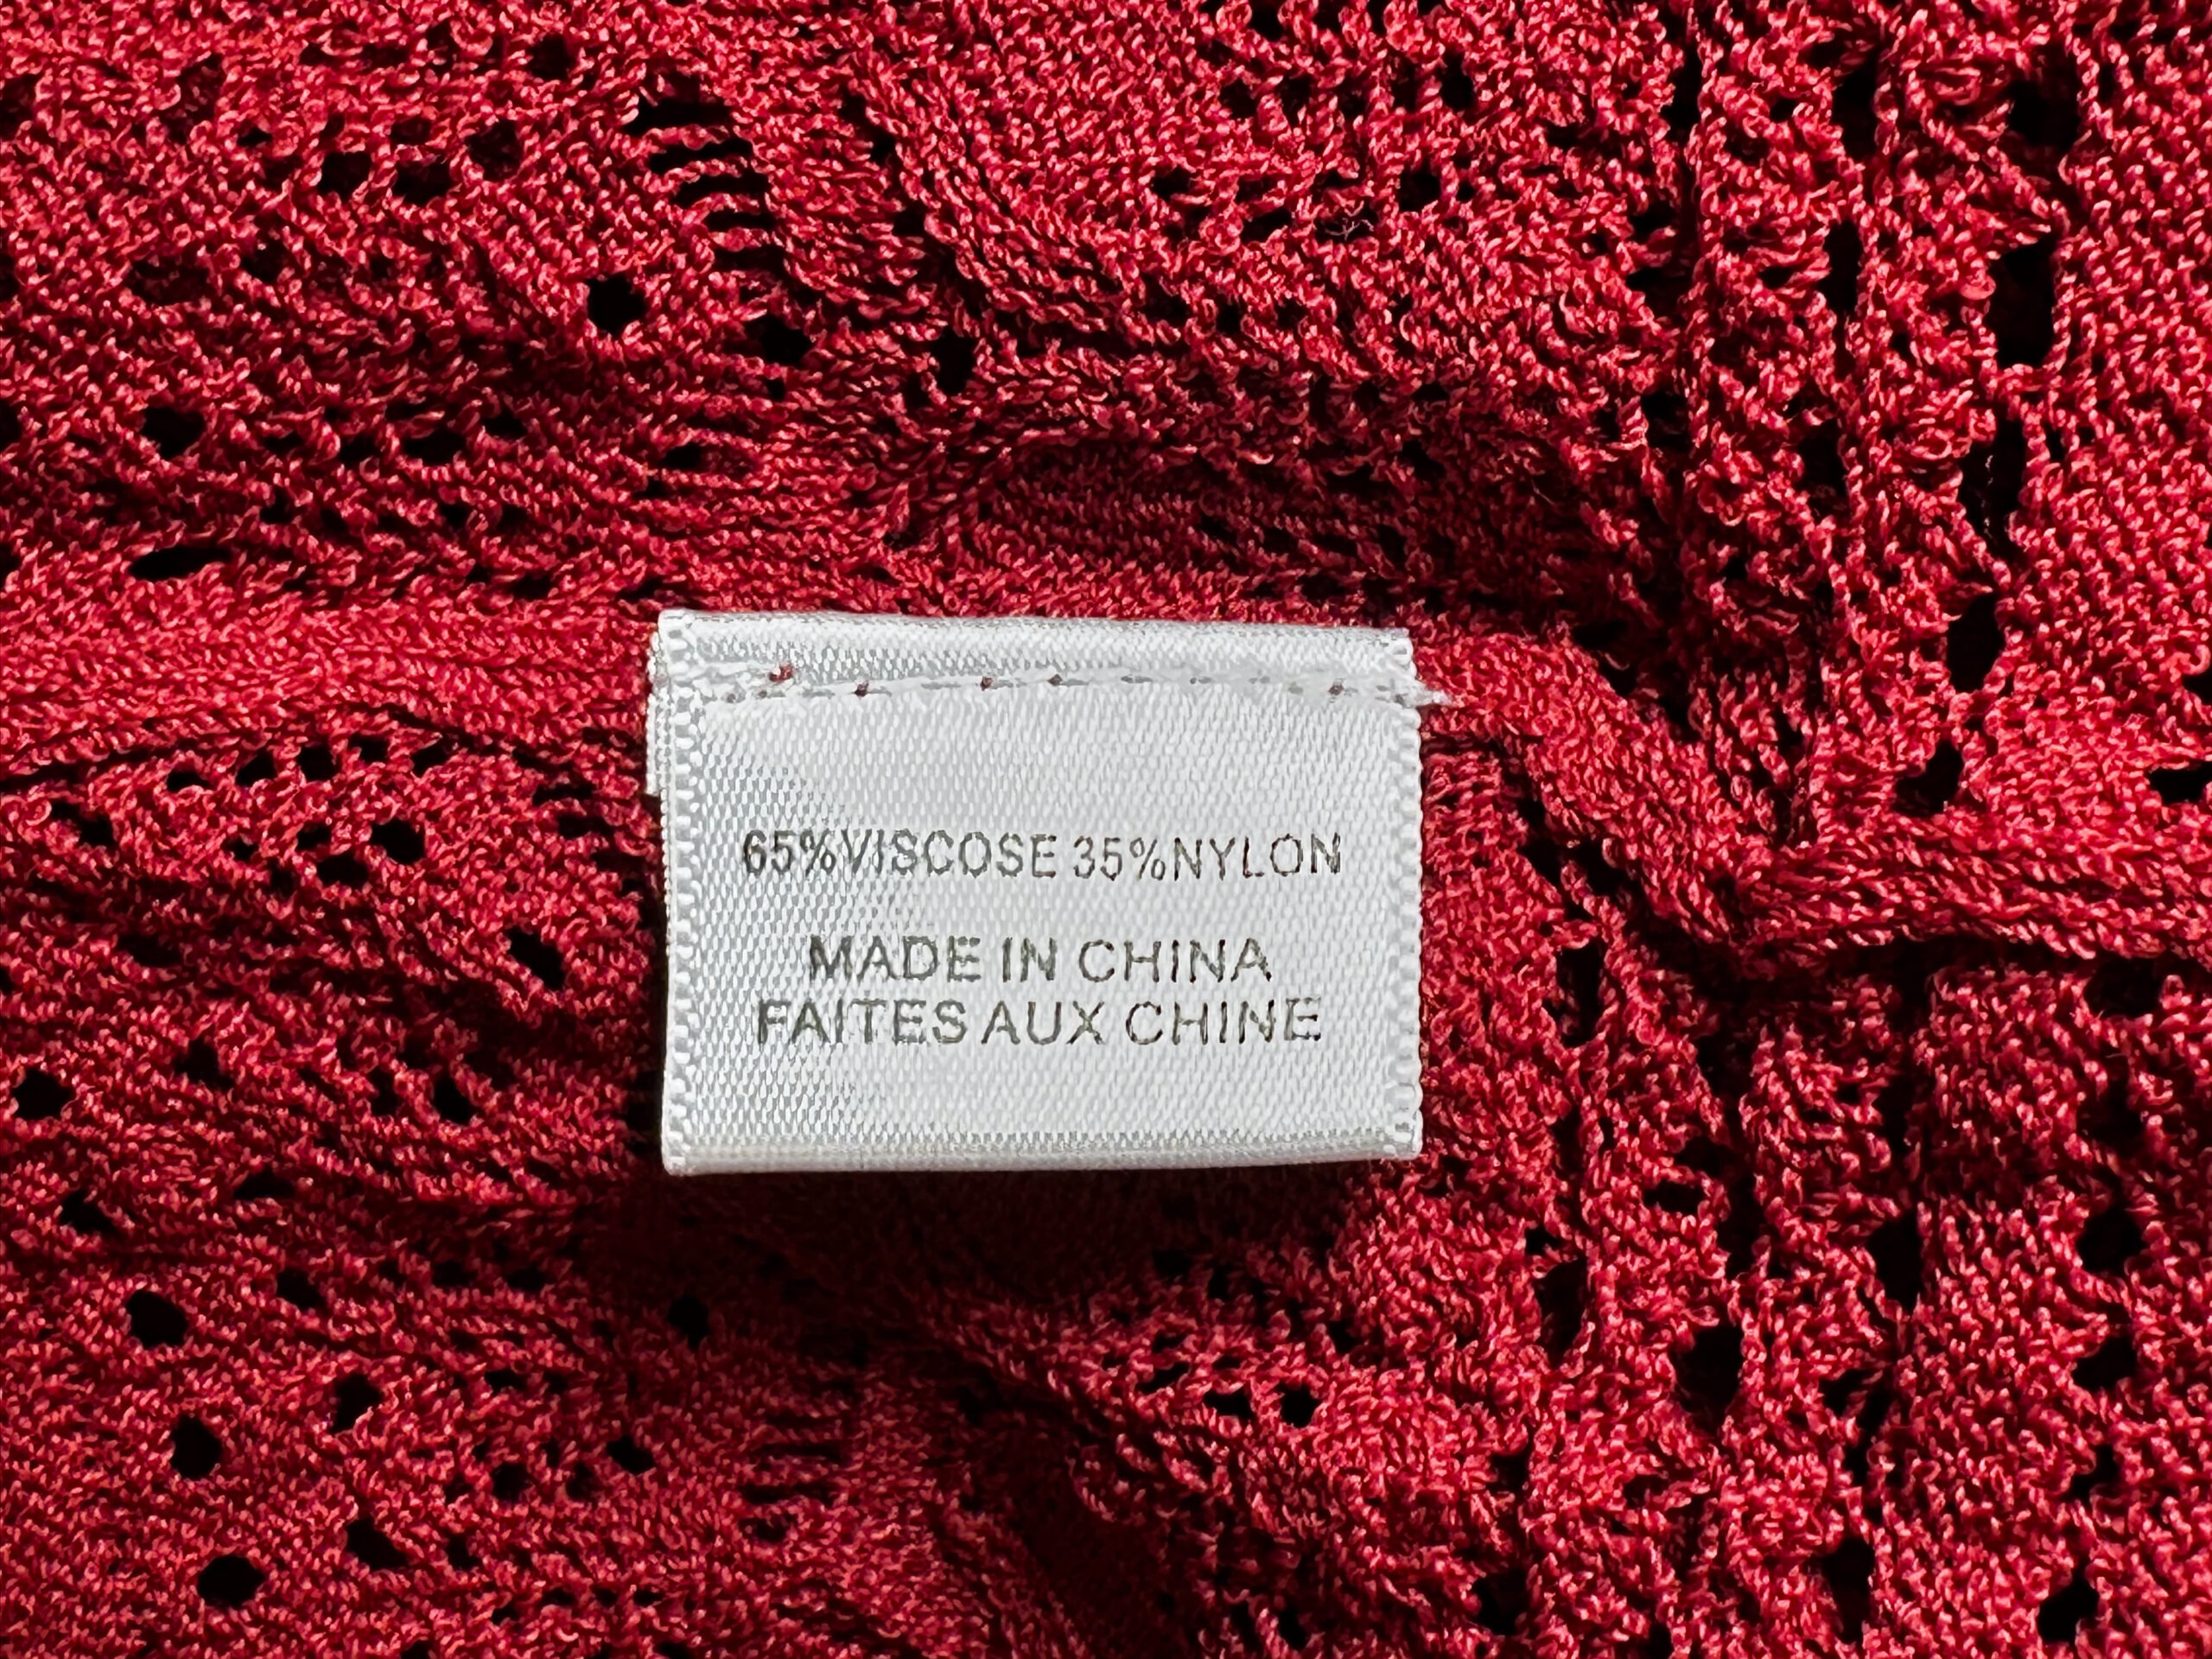 65%VISCOSE 35%NYLON
MADE IN CHINA
FAITES AUX CHINE